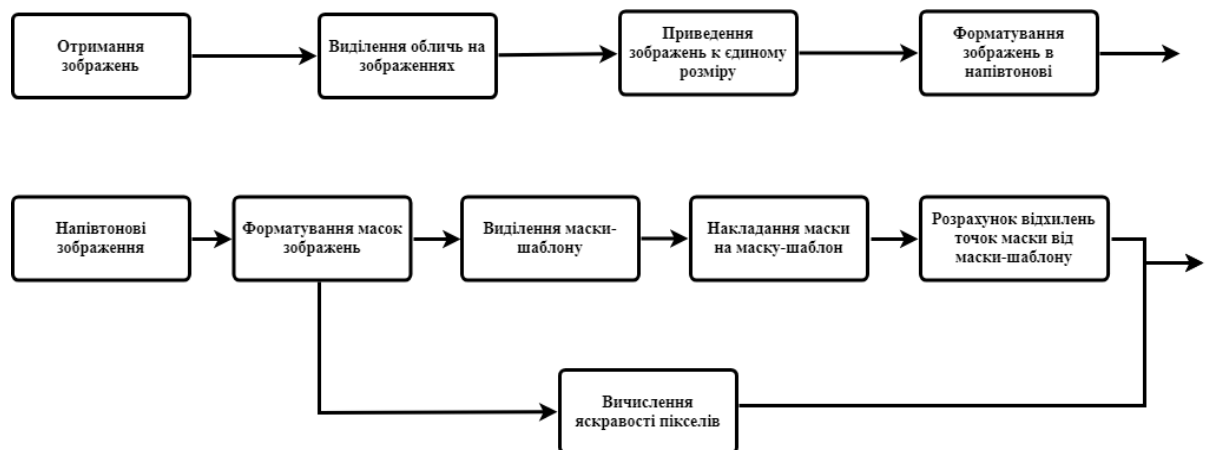 Отримання
зображень
Виділення обличь на
зображеннях
Приведення
зображень к єдиному
розміру
Форматування
зображень в
напівтонові
Напівтонові
зображення
Форматування масок
зображень
Виділення маски-
шаблону
Накладання маски
на маску-шаблон
Розрахунок відхилень
точок маски від
маски-шаблону
Вичислення
яскравості пікселів